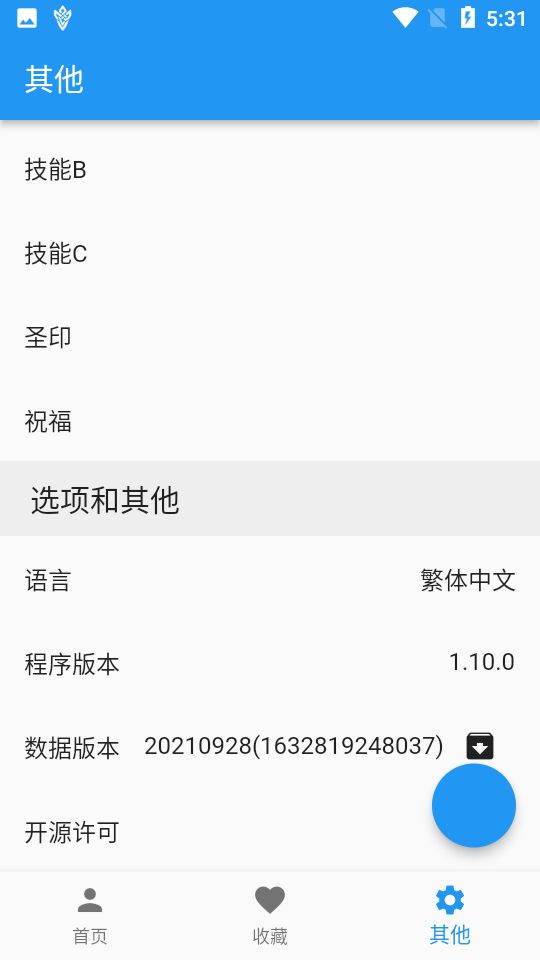 5:31
其他
技能B
技能C
圣印
祝福
选项和其他
语言 繁体中文
程序版本 1.10.0
数据版本 20210928(1632819248037)
开源许可
首页 收藏 其他